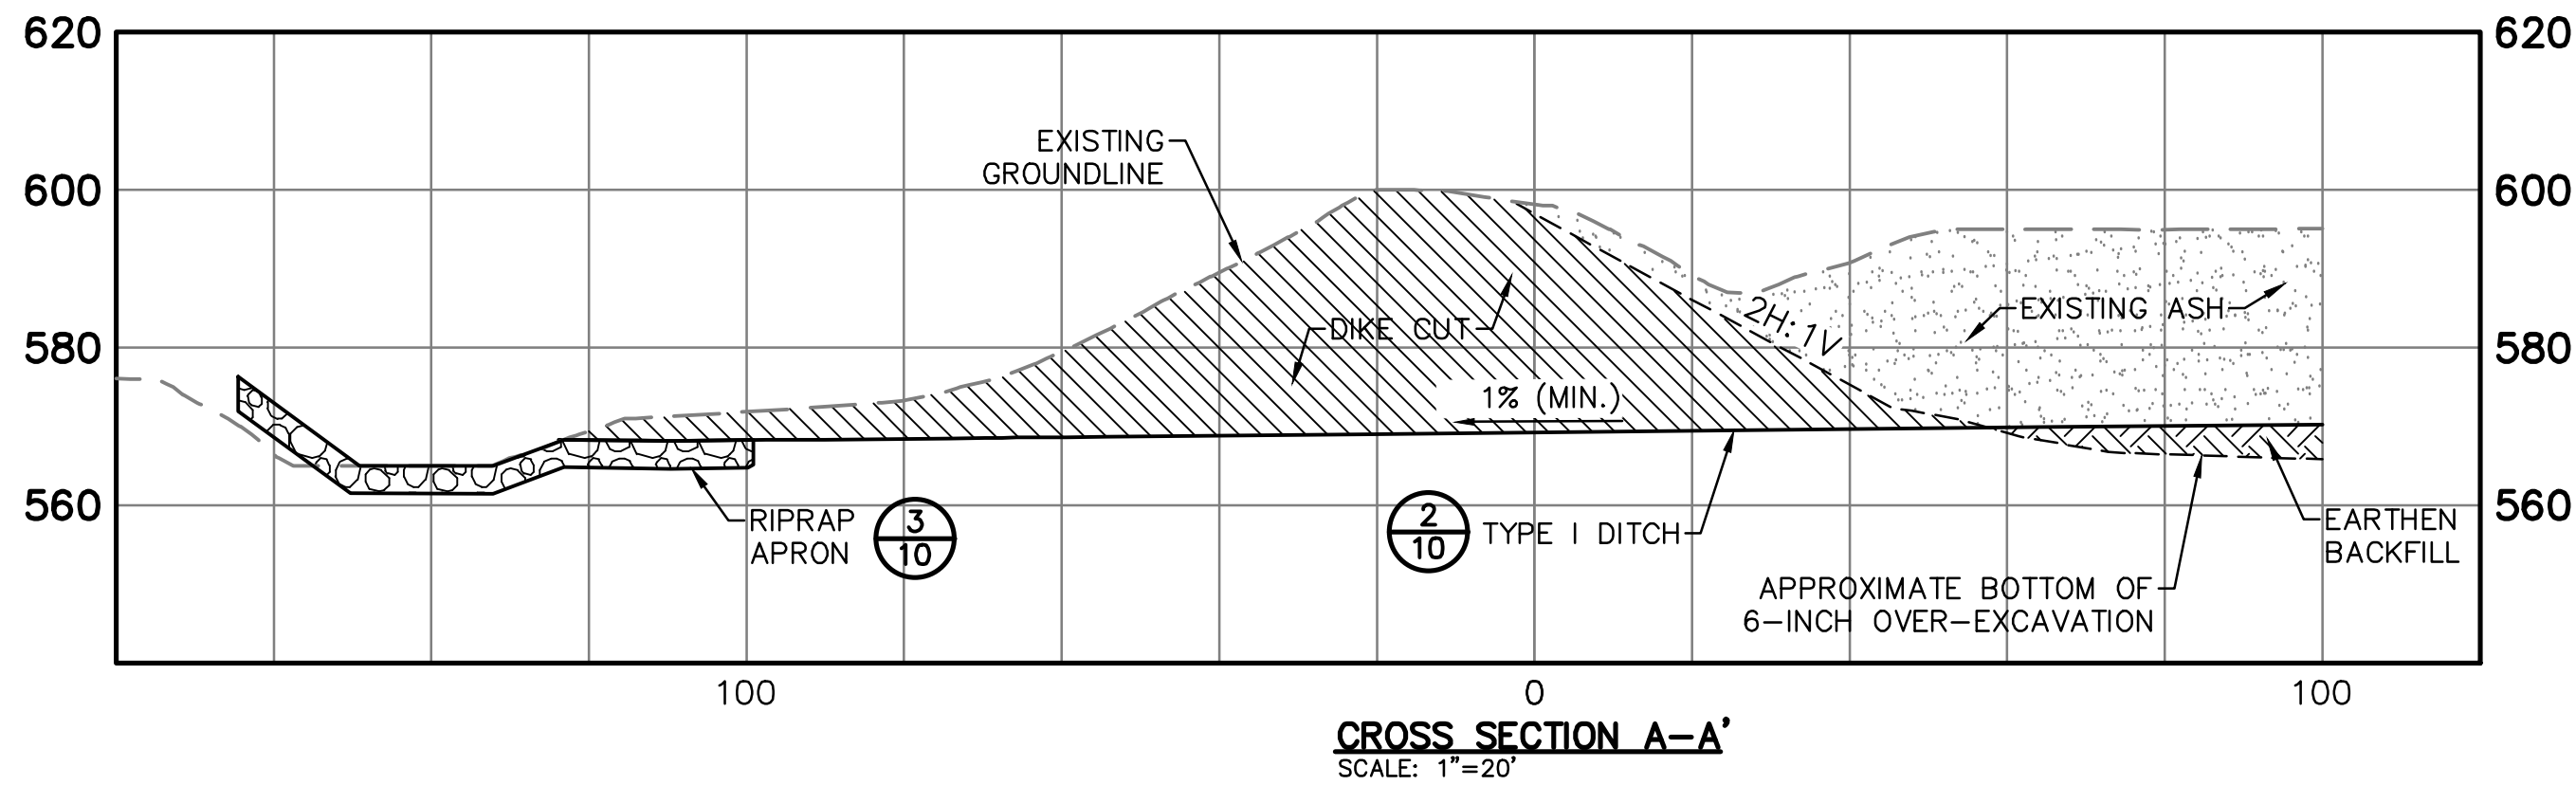 620
620
EXISTING
GROUNDLINE
600
600
EXISTING ASH
DIKE CUT
2H:1V
580
580
1% (MIN.)
560
560
RIPRAP
APRON
3
10
2
10
TYPE I DITCH
EARTHEN
BACKFILL
APPROXIMATE BOTTOM OF
6-INCH OVER-EXCAVATION
100
0
100
CROSS SECTION A-A'
SCALE: 1"=20'